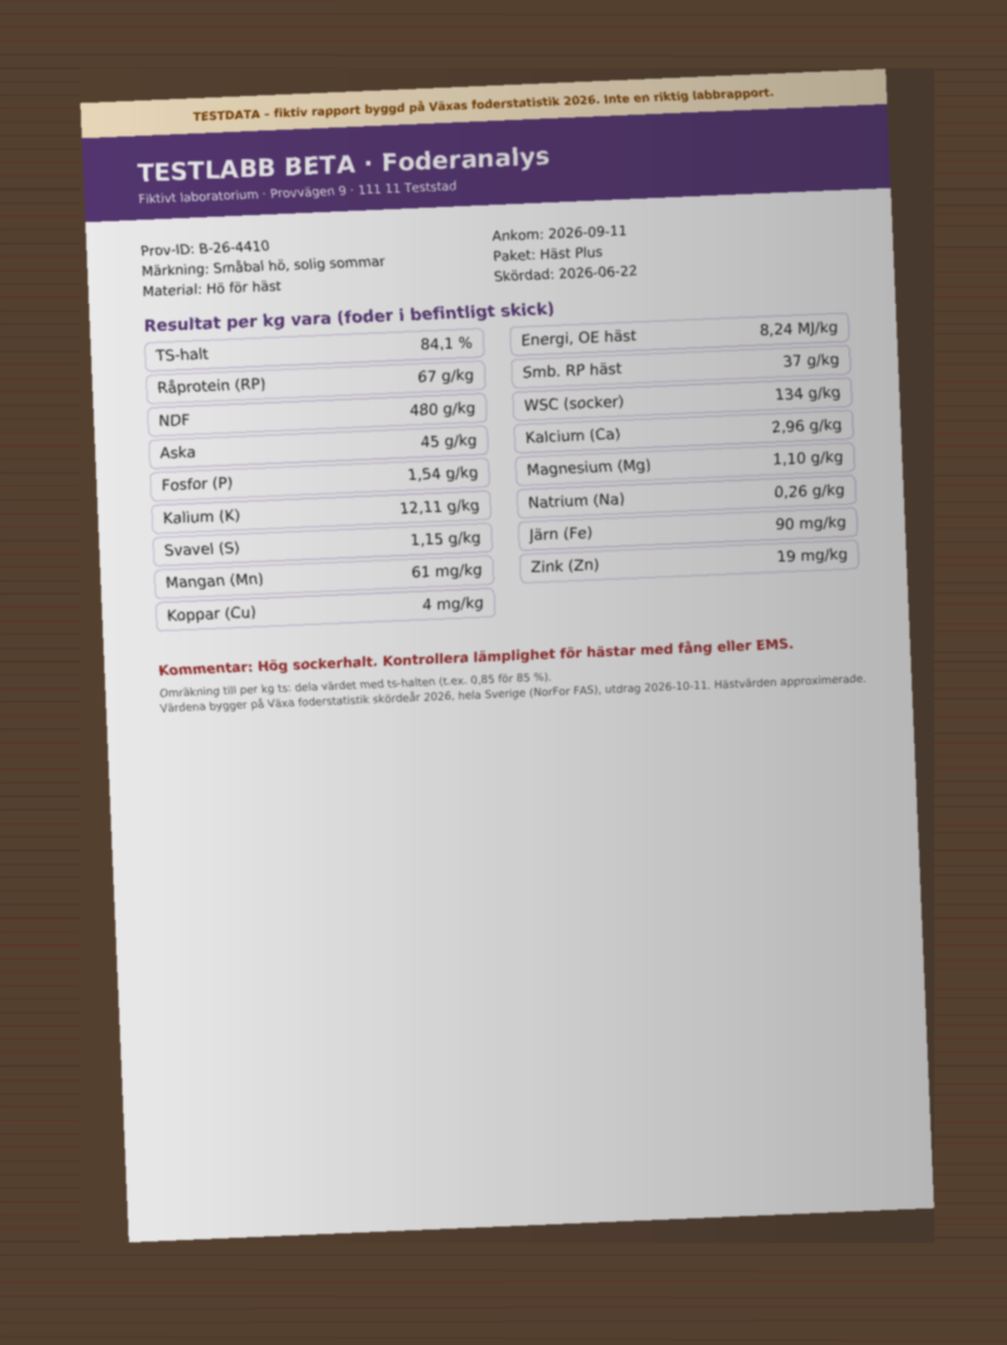 TESTDATA – fiktiv rapport byggd på Växas foderstatistik 2026. Inte en riktig labbrapport.
TESTLABB BETA · Foderanalys
Fiktivt laboratorium · Provvägen 9 · 111 11 Teststad
Prov-ID: B-26-4410
Märkning: Småbal hö, solig sommar
Material: Hö för häst
Ankom: 2026-09-11
Paket: Häst Plus
Skördad: 2026-06-22
Resultat per kg vara (foder i befintligt skick)
TS-halt 84,1 %
Råprotein (RP) 67 g/kg
NDF 480 g/kg
Aska 45 g/kg
Fosfor (P) 1,54 g/kg
Kalium (K) 12,11 g/kg
Svavel (S) 1,15 g/kg
Mangan (Mn) 61 mg/kg
Koppar (Cu) 4 mg/kg
Energi, OE häst 8,24 MJ/kg
Smb. RP häst 37 g/kg
WSC (socker) 134 g/kg
Kalcium (Ca) 2,96 g/kg
Magnesium (Mg) 1,10 g/kg
Natrium (Na) 0,26 g/kg
Järn (Fe) 90 mg/kg
Zink (Zn) 19 mg/kg
Kommentar: Hög sockerhalt. Kontrollera lämplighet för hästar med fång eller EMS.
Omräkning till per kg ts: dela värdet med ts-halten (t.ex. 0,85 för 85 %).
Värdena bygger på Växa foderstatistik skördeår 2026, hela Sverige (NorFor FAS), utdrag 2026-10-11. Hästvärden approximerade.